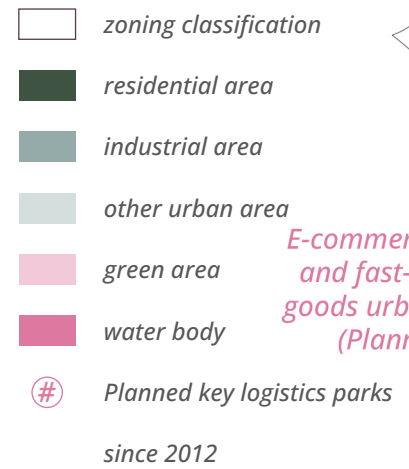 zoning classification
residential area
industrial area
other urban area
E-commer
and fast-
green area
goods urb
water body
(Plann
# Planned key logistics parks
since 2012